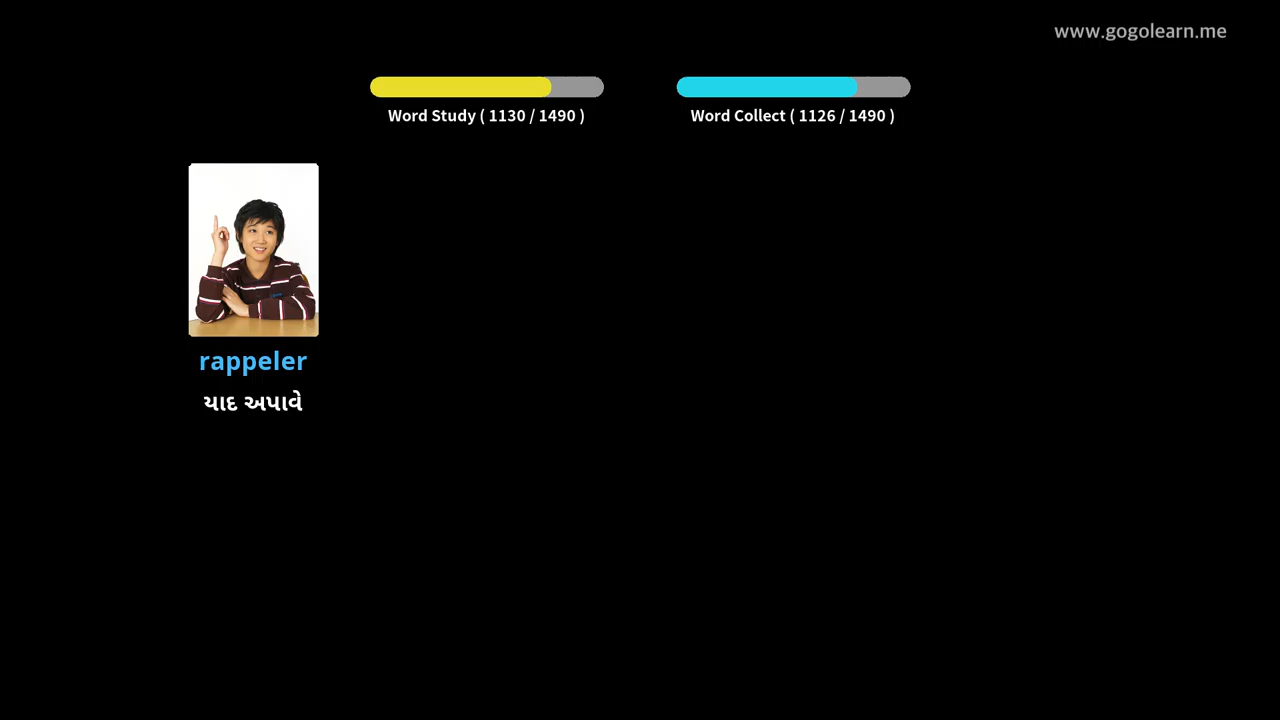 www.gogolearn.me
Word Study ( 1130 / 1490 )
Word Collect ( 1126 / 1490 )
rappeler
યાદ અપાવે